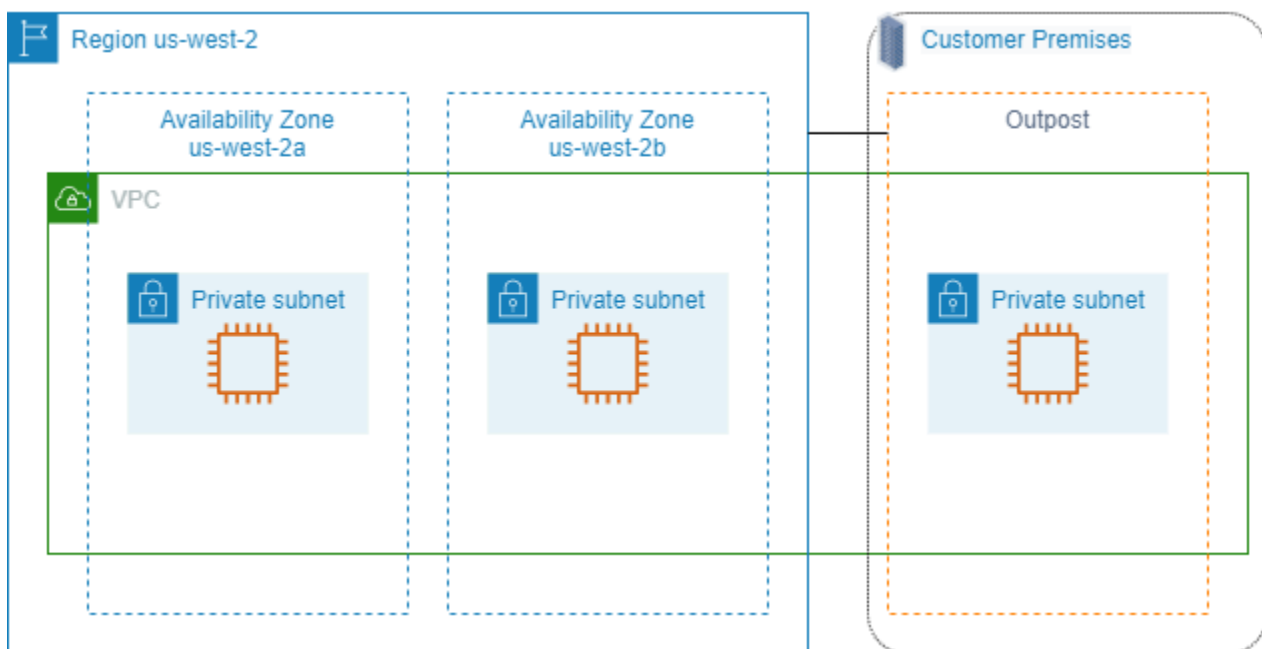 Region us-west-2
Customer Premises
Availability Zone
us-west-2a
Availability Zone
us-west-2b
Outpost
VPC
Private subnet
Private subnet
Private subnet